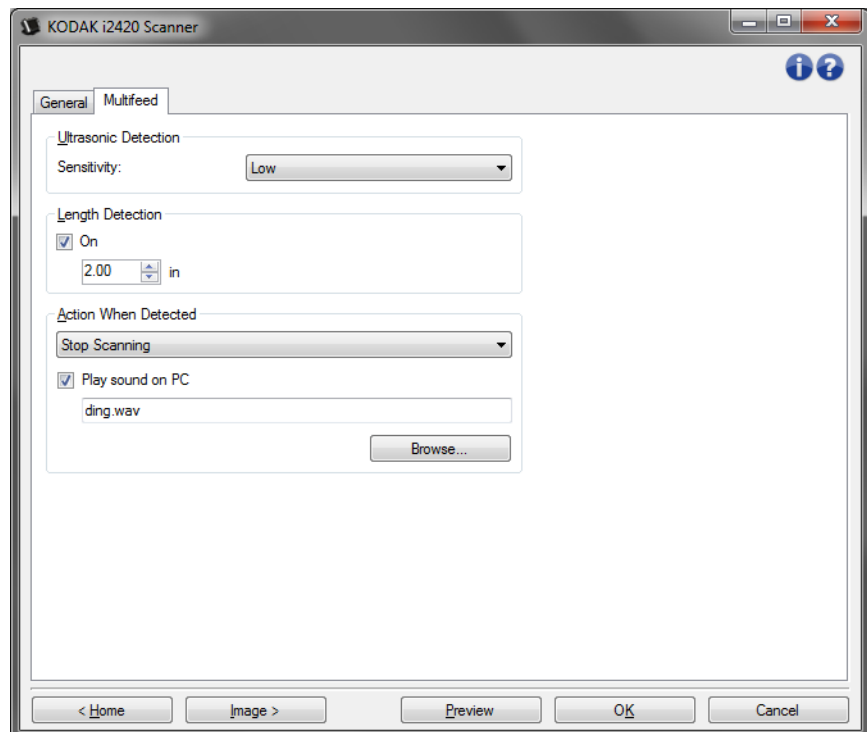 KODAK i2420 Scanner
General Multifeed
Ultrasonic Detection
Sensitivity: Low
Length Detection
On
2.00 in
Action When Detected
Stop Scanning
Play sound on PC
ding.wav
Browse...
< Home Image > Preview OK Cancel